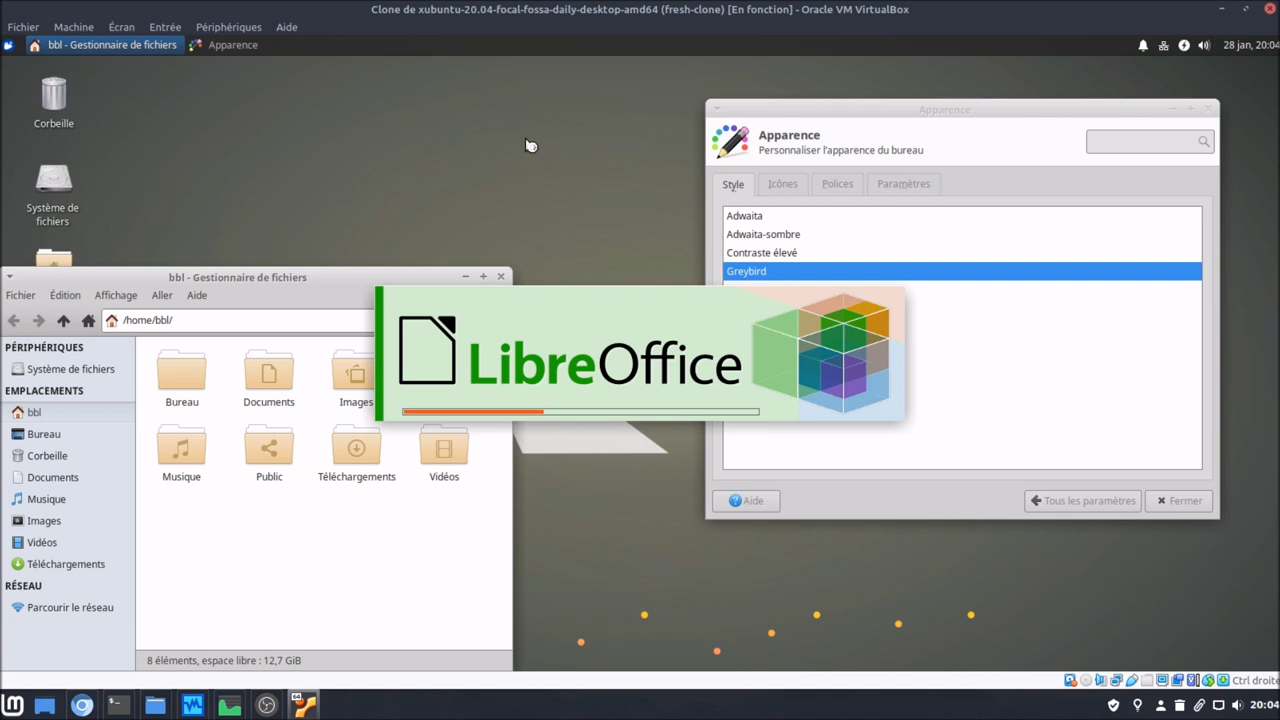 Clone de xubuntu-20.04-focal-fossa-daily-desktop-amd64 (fresh-clone) [En fonction] - Oracle VM VirtualBox
Fichier Machine Écran Entrée Périphériques Aide
bbl - Gestionnaire de fichiers Apparence 28 jan, 20:04
Corbeille
Système de
fichiers
Apparence
Apparence
Personnaliser l'apparence du bureau
Style Icônes Polices Paramètres
Adwaita
Adwaita-sombre
Contraste élevé
Greybird
Aide Tous les paramètres Fermer
bbl - Gestionnaire de fichiers
Fichier Édition Affichage Aller Aide
/home/bbl/
PÉRIPHÉRIQUES
Système de fichiers
EMPLACEMENTS
bbl
Bureau
Corbeille
Documents
Musique
Images
Vidéos
Téléchargements
RÉSEAU
Parcourir le réseau
Bureau Documents Images
Musique Public Téléchargements Vidéos
8 éléments, espace libre : 12,7 GiB
LibreOffice
Ctrl droite
64
20:04